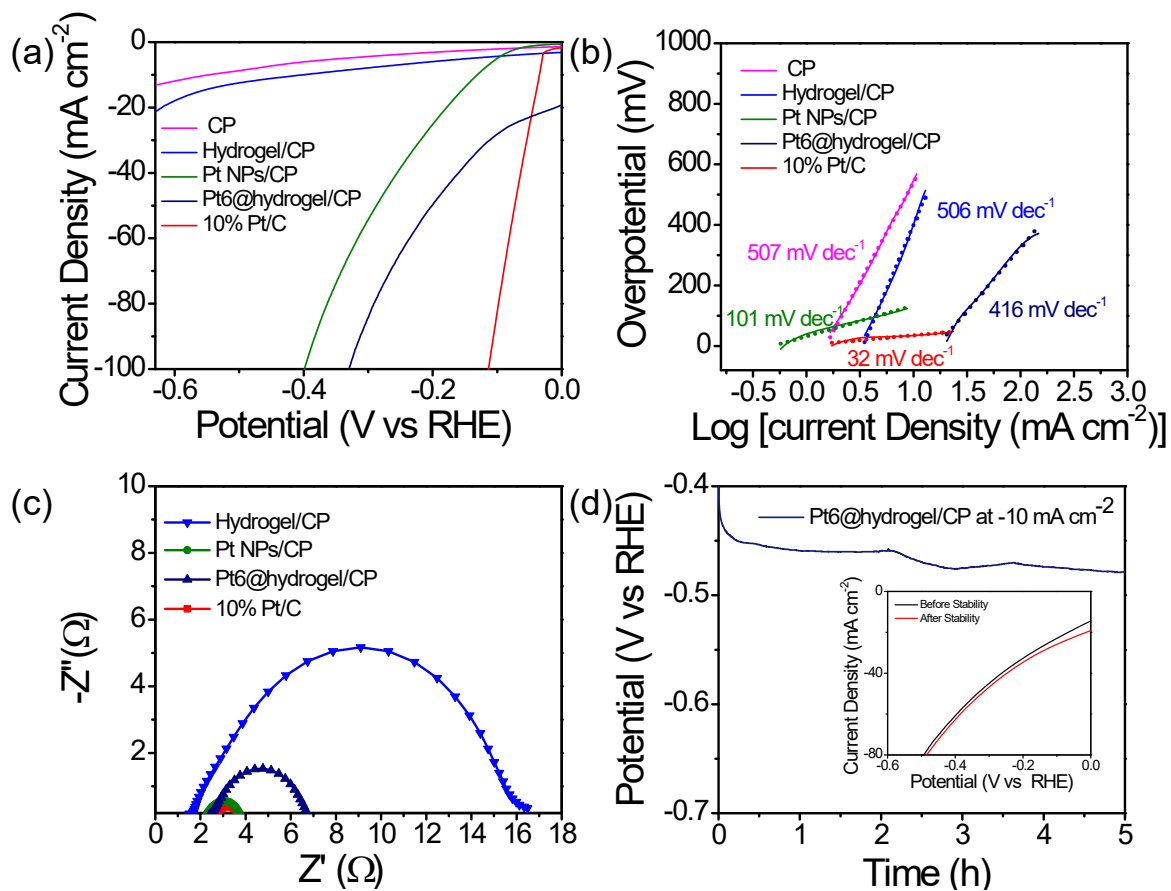 (a)
Current Density (mA cm-2)
0
-20
-40
-60
-80
-100
CP
Hydrogel/CP
Pt NPs/CP
Pt6@hydrogel/CP
10% Pt/C
-0.6
-0.4
-0.2
0.0
Potential (V vs RHE)
(b)
Overpotential (mV)
1000
800
600
400
200
0
CP
Hydrogel/CP
Pt NPs/CP
Pt6@hydrogel/CP
10% Pt/C
506 mV dec-1
507 mV dec-1
416 mV dec-1
101 mV dec-1
32 mV dec-1
-0.5 0.0 0.5 1.0 1.5 2.0 2.5 3.0
Log [current Density (mA cm-2)]
(c)
-Z"(Ω)
10
8
6
4
2
Hydrogel/CP
Pt NPs/CP
Pt6@hydrogel/CP
10% Pt/C
0 2 4 6 8 10 12 14 16 18
Z' (Ω)
(d)
Potential (V vs RHE)
-0.4
-0.5
-0.6
-0.7
Pt6@hydrogel/CP at -10 mA cm-2
Current Density (mA cm-2)
0
-40
-80
Before Stability
After Stability
-0.6 -0.4 -0.2 0.0
Potential (V vs RHE)
0 1 2 3 4 5
Time (h)